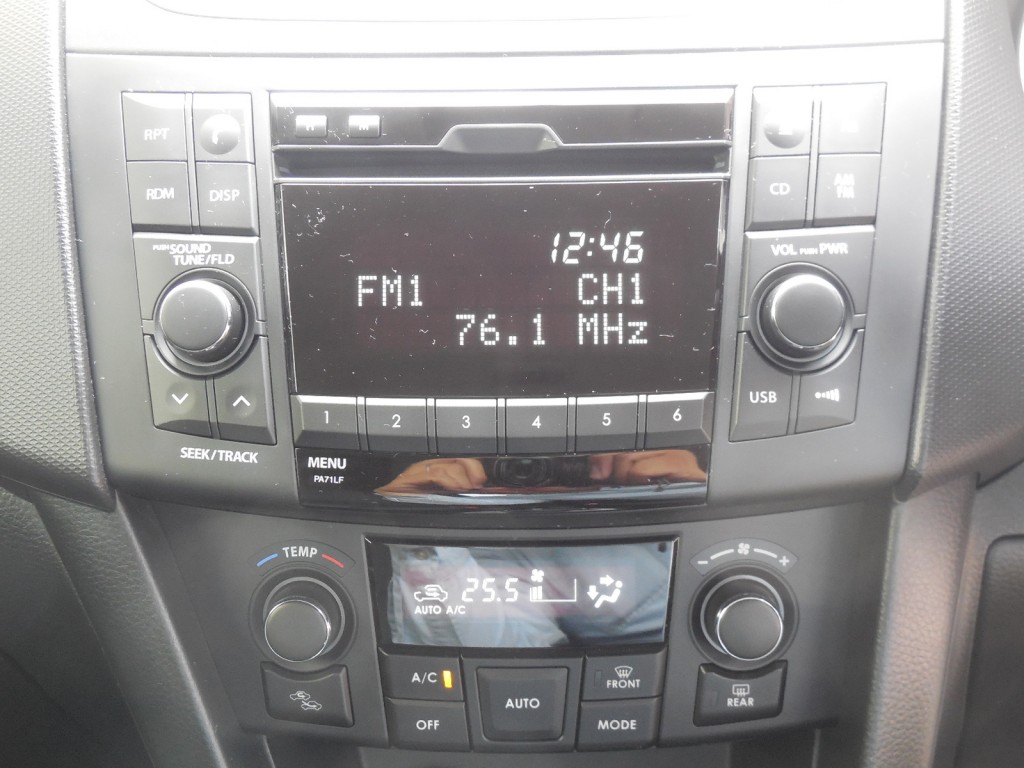 RPT
RDM
DISP
CD
AM
FM
PUSH SOUND
TUNE/FLD
VOL PUSH PWR
12:46
FM1 CH1
76.1 MHz
1 2 3 4 5 6
USB
SEEK/TRACK
MENU
PA71LF
TEMP
25.5
AUTO A/C
A/C
AUTO
FRONT
REAR
OFF
MODE